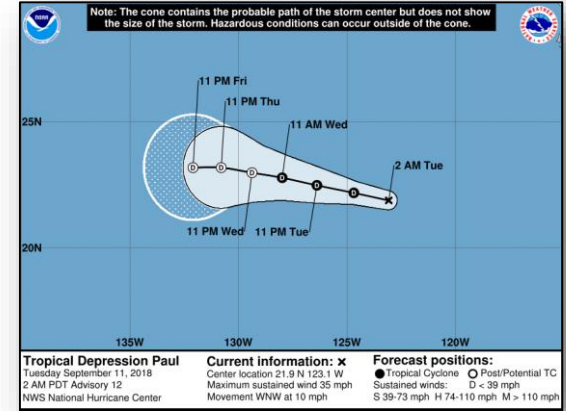 Note: The cone contains the probable path of the storm center but does not show
the size of the storm. Hazardous conditions can occur outside of the cone.
NOAA
11 PM Fri
11 PM Thu
25N
11 AM Wed
2 AM Tue
11 PM Wed
11 PM Tue
20N
135W
130W
125W
120W
Tropical Depression Paul
Tuesday September 11, 2018
2 AM PDT Advisory 12
NWS National Hurricane Center
Current information: x
Center location 21.9 N 123.1 W
Maximum sustained wind 35 mph
Movement WNW at 10 mph
Forecast positions:
● Tropical Cyclone ○ Post/Potential TC
Sustained winds: D < 39 mph
S 39-73 mph H 74-110 mph M > 110 mph
D
D
D
D
D
D
D